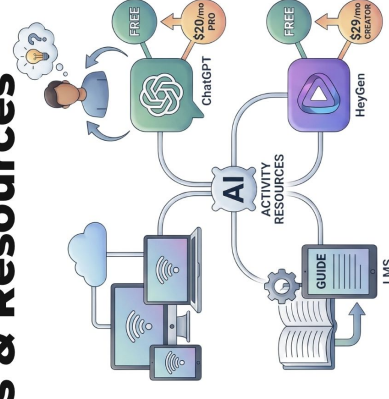 s & Resources
FREE
$20/mo
PRO
ChatGPT
FREE
$29/mo
CREATOR
HeyGen
AI
ACTIVITY
RESOURCES
GUIDE
LMS